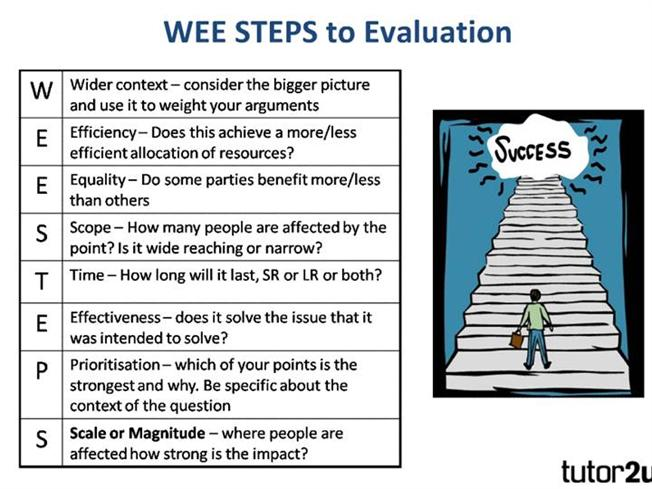 WEE STEPS to Evaluation
W
Wider context – consider the bigger picture
and use it to weight your arguments
E
Efficiency – Does this achieve a more/less
efficient allocation of resources?
E
Equality – Do some parties benefit more/less
than others
S
Scope – How many people are affected by the
point? Is it wide reaching or narrow?
T
Time – How long will it last, SR or LR or both?
E
Effectiveness – does it solve the issue that it
was intended to solve?
P
Prioritisation – which of your points is the
strongest and why. Be specific about the
context of the question
S
Scale or Magnitude – where people are
affected how strong is the impact?
SUCCESS
tutor2u